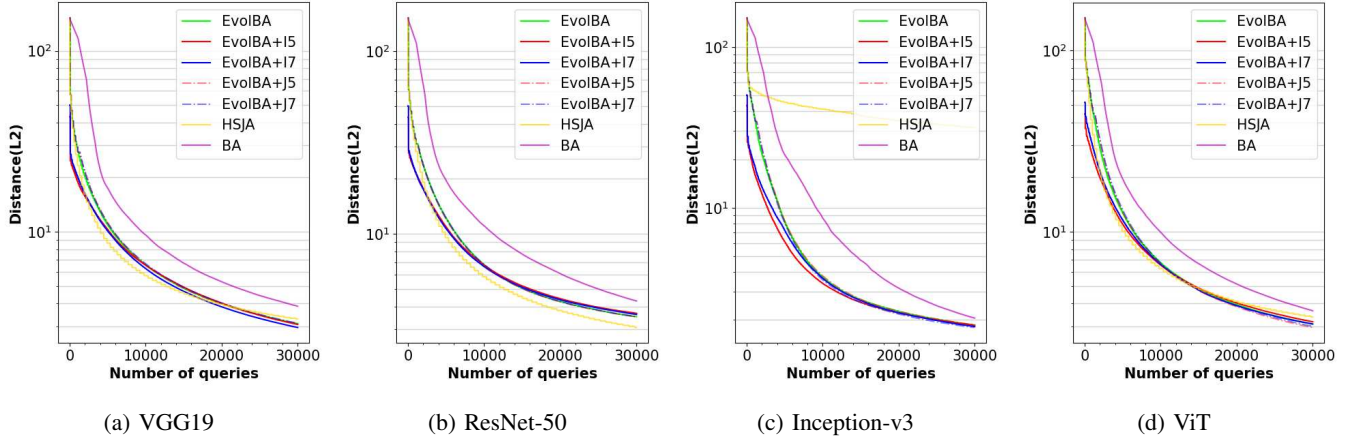 Distance(L2)
10²
10¹
EvolBA
EvolBA+I5
EvolBA+I7
EvolBA+J5
EvolBA+J7
HSJA
BA
0 10000 20000 30000
Number of queries
(a) VGG19
Distance(L2)
10²
10¹
EvolBA
EvolBA+I5
EvolBA+I7
EvolBA+J5
EvolBA+J7
HSJA
BA
0 10000 20000 30000
Number of queries
(b) ResNet-50
Distance(L2)
10²
10¹
EvolBA
EvolBA+I5
EvolBA+I7
EvolBA+J5
EvolBA+J7
HSJA
BA
0 10000 20000 30000
Number of queries
(c) Inception-v3
Distance(L2)
10²
10¹
EvolBA
EvolBA+I5
EvolBA+I7
EvolBA+J5
EvolBA+J7
HSJA
BA
0 10000 20000 30000
Number of queries
(d) ViT